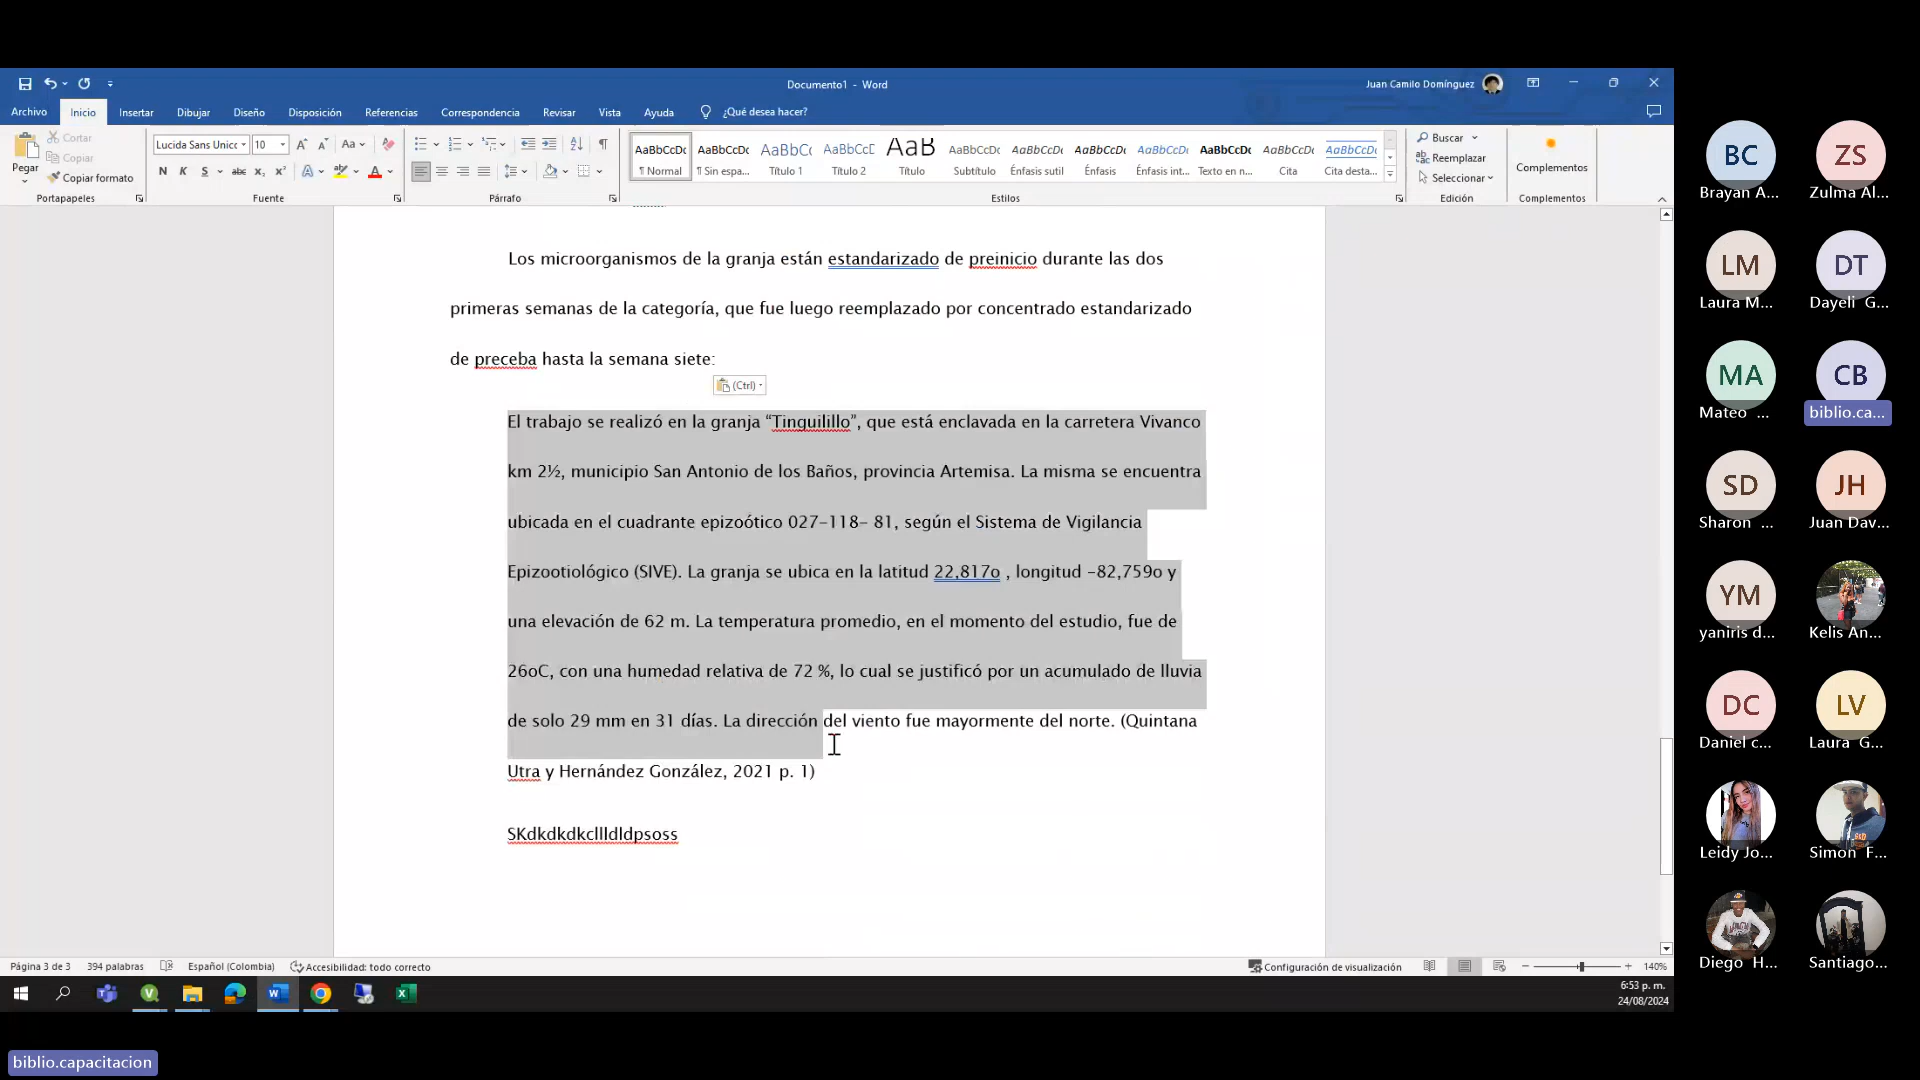 Documento1 - Word
Juan Camilo Domínguez
Archivo Inicio Insertar Dibujar Diseño Disposición Referencias Correspondencia Revisar Vista Ayuda ¿Qué desea hacer?
Pegar
Cortar
Copiar
Copiar formato
Portapapeles
Lucida Sans Unicc 10
Aa
N K S abc x₂ x²
Fuente
Párrafo
AaBbCcDc AaBbCcDc AaBbCc AaBbCcD AaB AaBbCcDc AaBbCcDc AaBbCcDc AaBbCcDc AaBbCcDc AaBbCcDc AaBbCcDc
¶ Normal ¶ Sin espa... Título 1 Título 2 Título Subtítulo Énfasis sutil Énfasis Énfasis int... Texto en n... Cita Cita desta...
Estilos
Buscar
Reemplazar
Seleccionar
Edición
Complementos
Complementos
Los microorganismos de la granja están estandarizado de preinicio durante las dos
primeras semanas de la categoría, que fue luego reemplazado por concentrado estandarizado
de preceba hasta la semana siete:
(Ctrl)
El trabajo se realizó en la granja “Tinguilillo”, que está enclavada en la carretera Vivanco
km 2½, municipio San Antonio de los Baños, provincia Artemisa. La misma se encuentra
ubicada en el cuadrante epizoótico 027-118- 81, según el Sistema de Vigilancia
Epizootiológico (SIVE). La granja se ubica en la latitud 22,817o , longitud -82,759o y
una elevación de 62 m. La temperatura promedio, en el momento del estudio, fue de
26oC, con una humedad relativa de 72 %, lo cual se justificó por un acumulado de lluvia
de solo 29 mm en 31 días. La dirección del viento fue mayormente del norte. (Quintana
Utra y Hernández González, 2021 p. 1)
SKdkdkdkcllldldpsoss
Página 3 de 3 394 palabras Español (Colombia) Accesibilidad: todo correcto
Configuración de visualización 140%
6:53 p. m.
24/08/2024
BC ZS
Brayan A... Zulma Al...
LM DT
Laura M... Dayeli G...
MA CB
Mateo ... biblio.ca...
SD JH
Sharon ... Juan Dav...
YM
yaniris d... Kelis An...
DC LV
Daniel c... Laura G...
Leidy Jo... Simon F...
Diego H... Santiago...
biblio.capacitacion